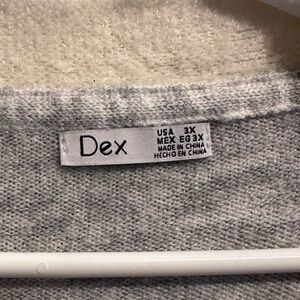 Dex
USA 3X
MEX EG 3X
MADE IN CHINA
HECHO EN CHINA